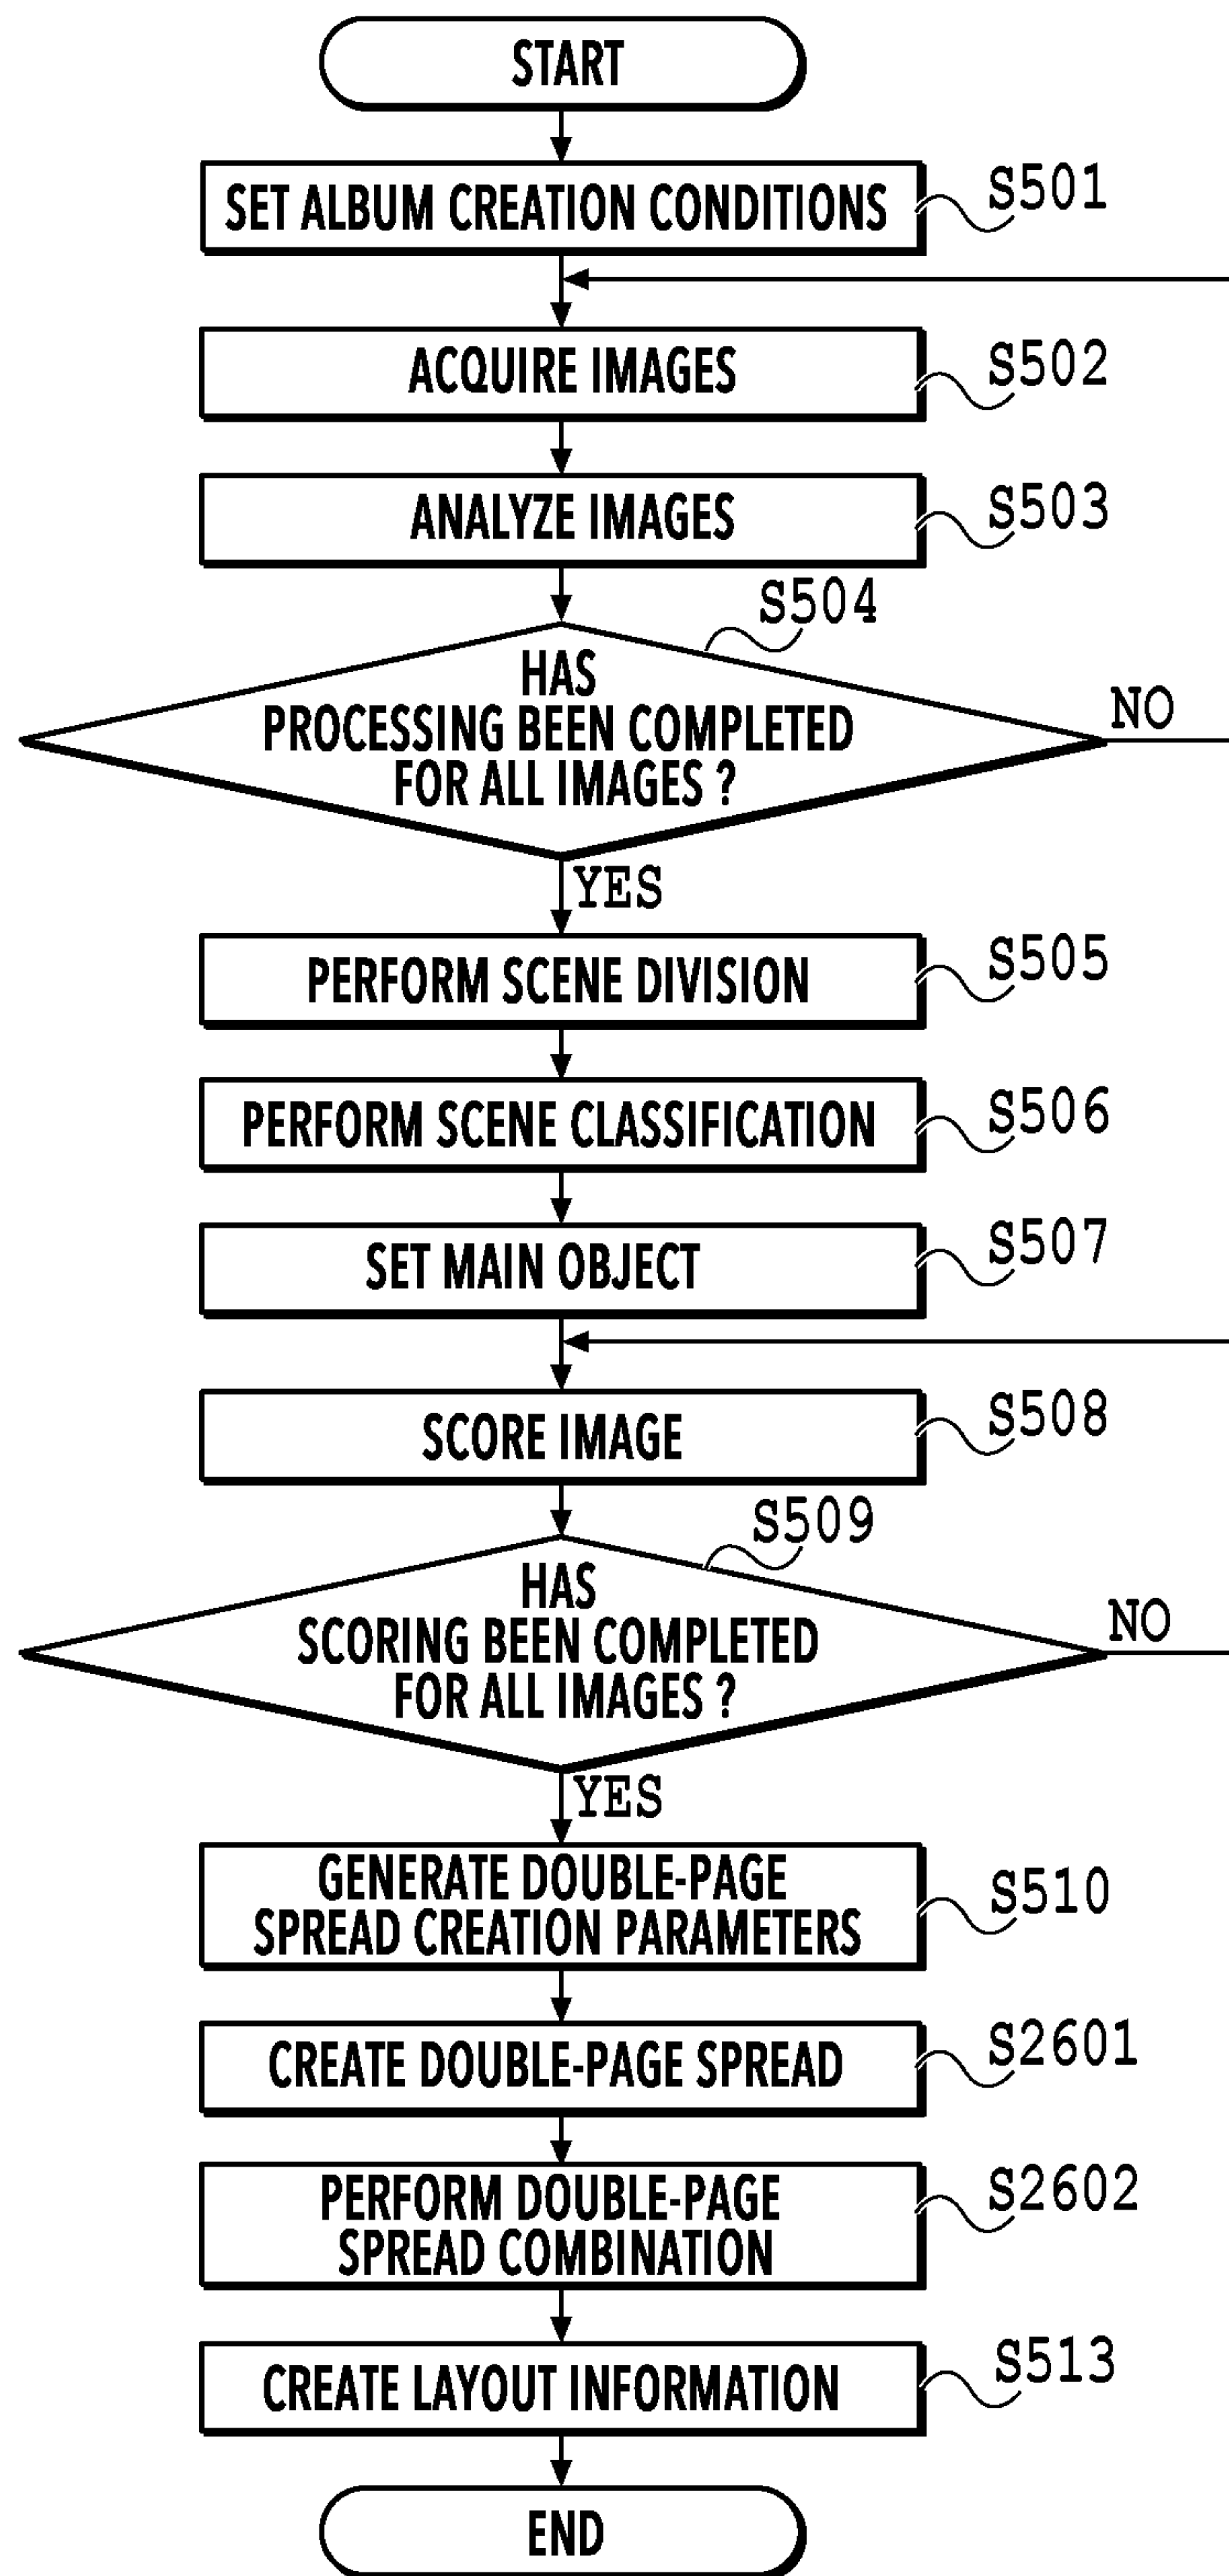 START
SET ALBUM CREATION CONDITIONS
S501
ACQUIRE IMAGES
S502
ANALYZE IMAGES
S503
S504
HAS
PROCESSING BEEN COMPLETED
FOR ALL IMAGES ?
NO
YES
PERFORM SCENE DIVISION
S505
PERFORM SCENE CLASSIFICATION
S506
SET MAIN OBJECT
S507
SCORE IMAGE
S508
S509
HAS
SCORING BEEN COMPLETED
FOR ALL IMAGES ?
NO
YES
GENERATE DOUBLE-PAGE
SPREAD CREATION PARAMETERS
S510
CREATE DOUBLE-PAGE SPREAD
S2601
PERFORM DOUBLE-PAGE
SPREAD COMBINATION
S2602
CREATE LAYOUT INFORMATION
S513
END